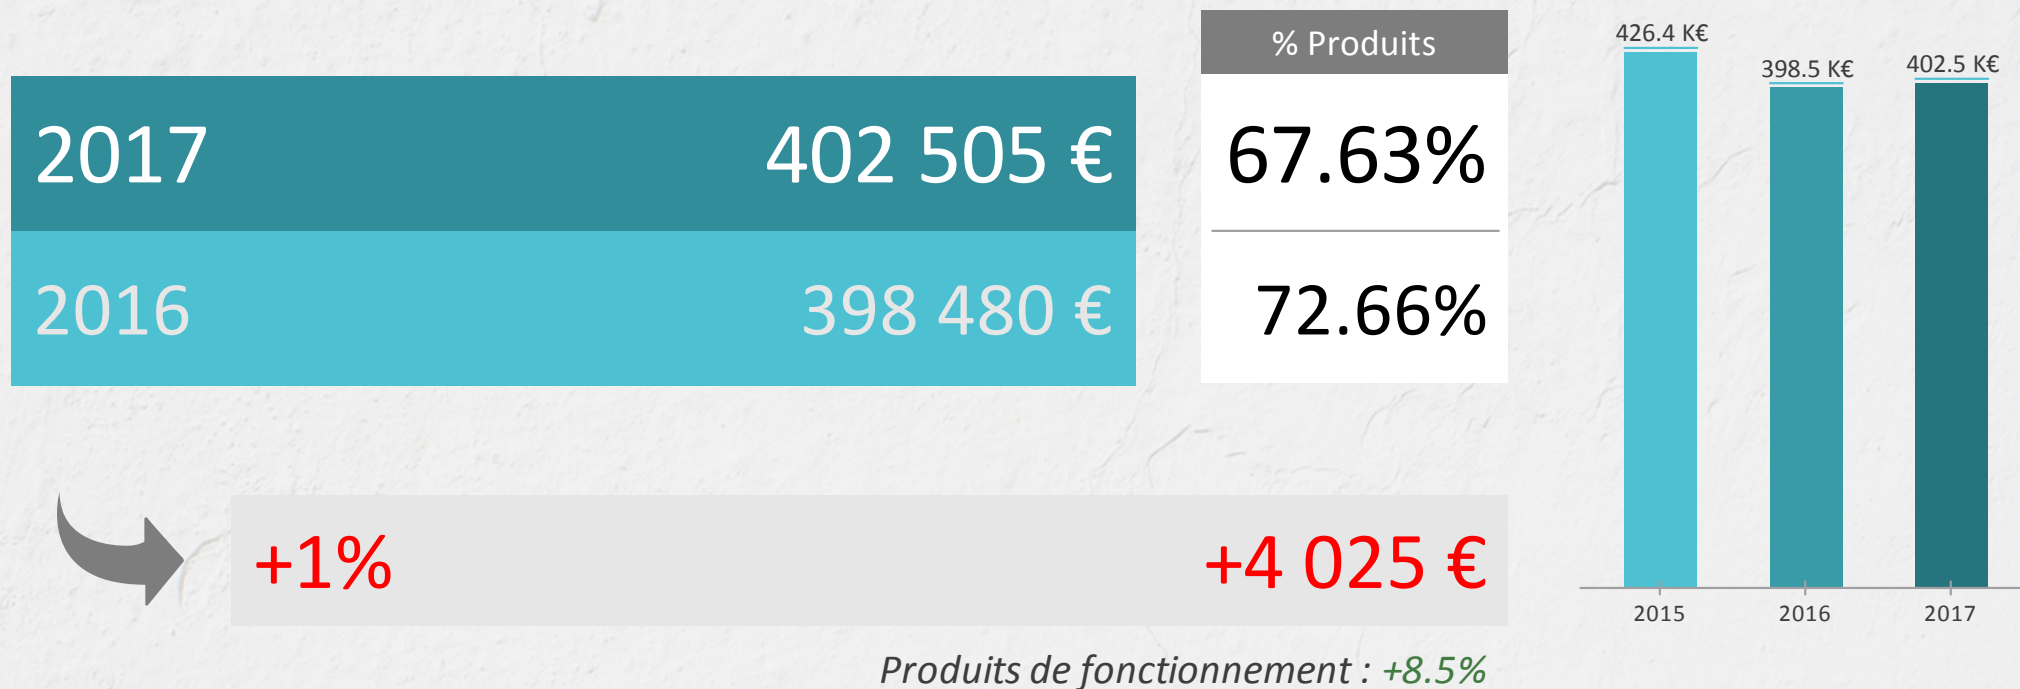 % Produits
2017 402 505 € 67.63%
2016 398 480 € 72.66%
+1% +4 025 €
Produits de fonctionnement : +8.5%
426.4 K€
398.5 K€
402.5 K€
2015 2016 2017